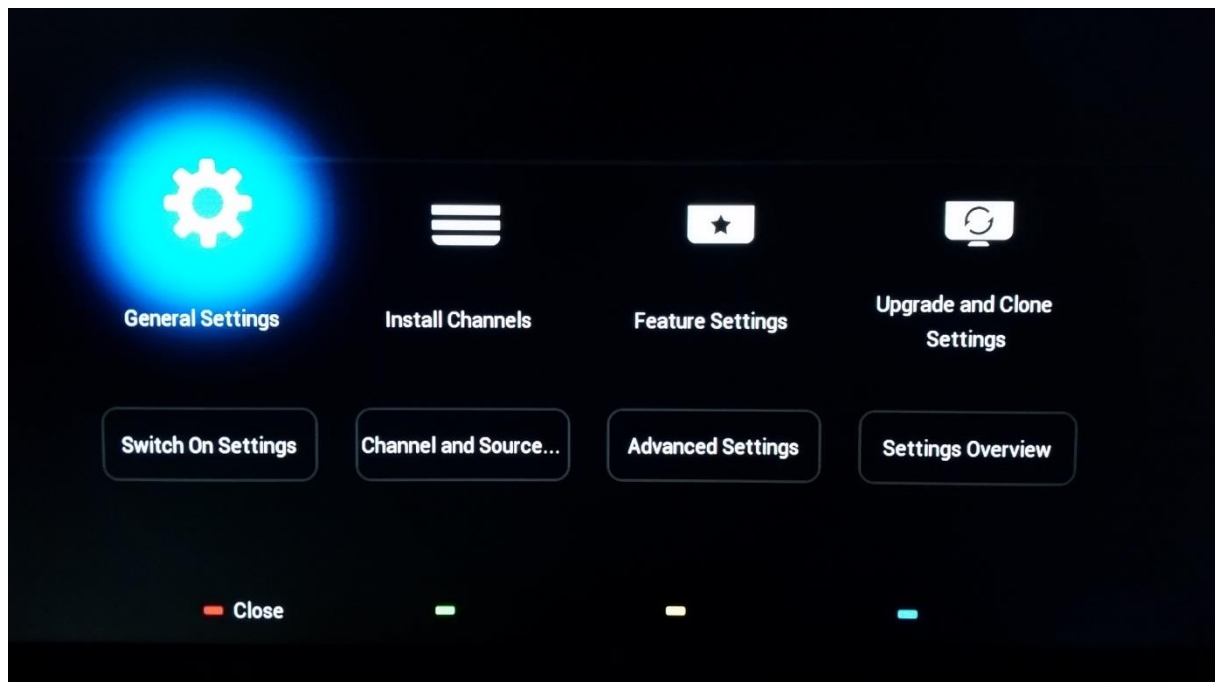 General Settings
Install Channels
Feature Settings
Upgrade and Clone
Settings
Switch On Settings
Channel and Source...
Advanced Settings
Settings Overview
Close